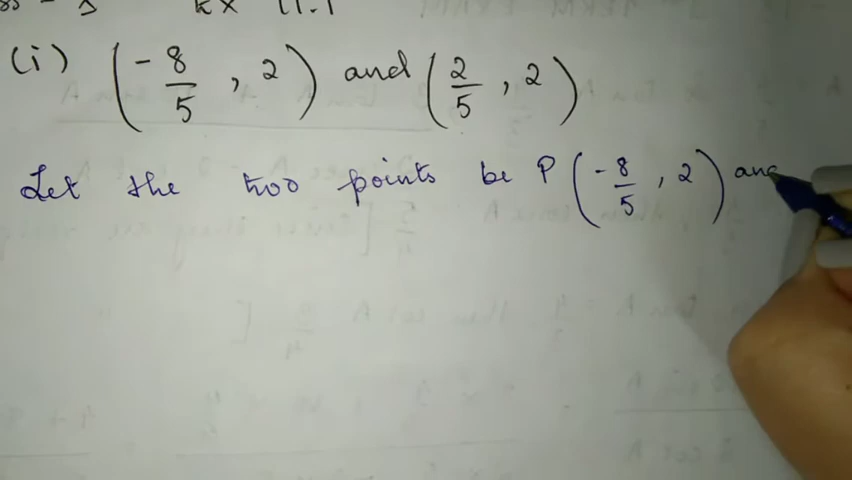 (i) (-8/5, 2) and (2/5, 2)
Let the two points be P (-8/5, 2) and